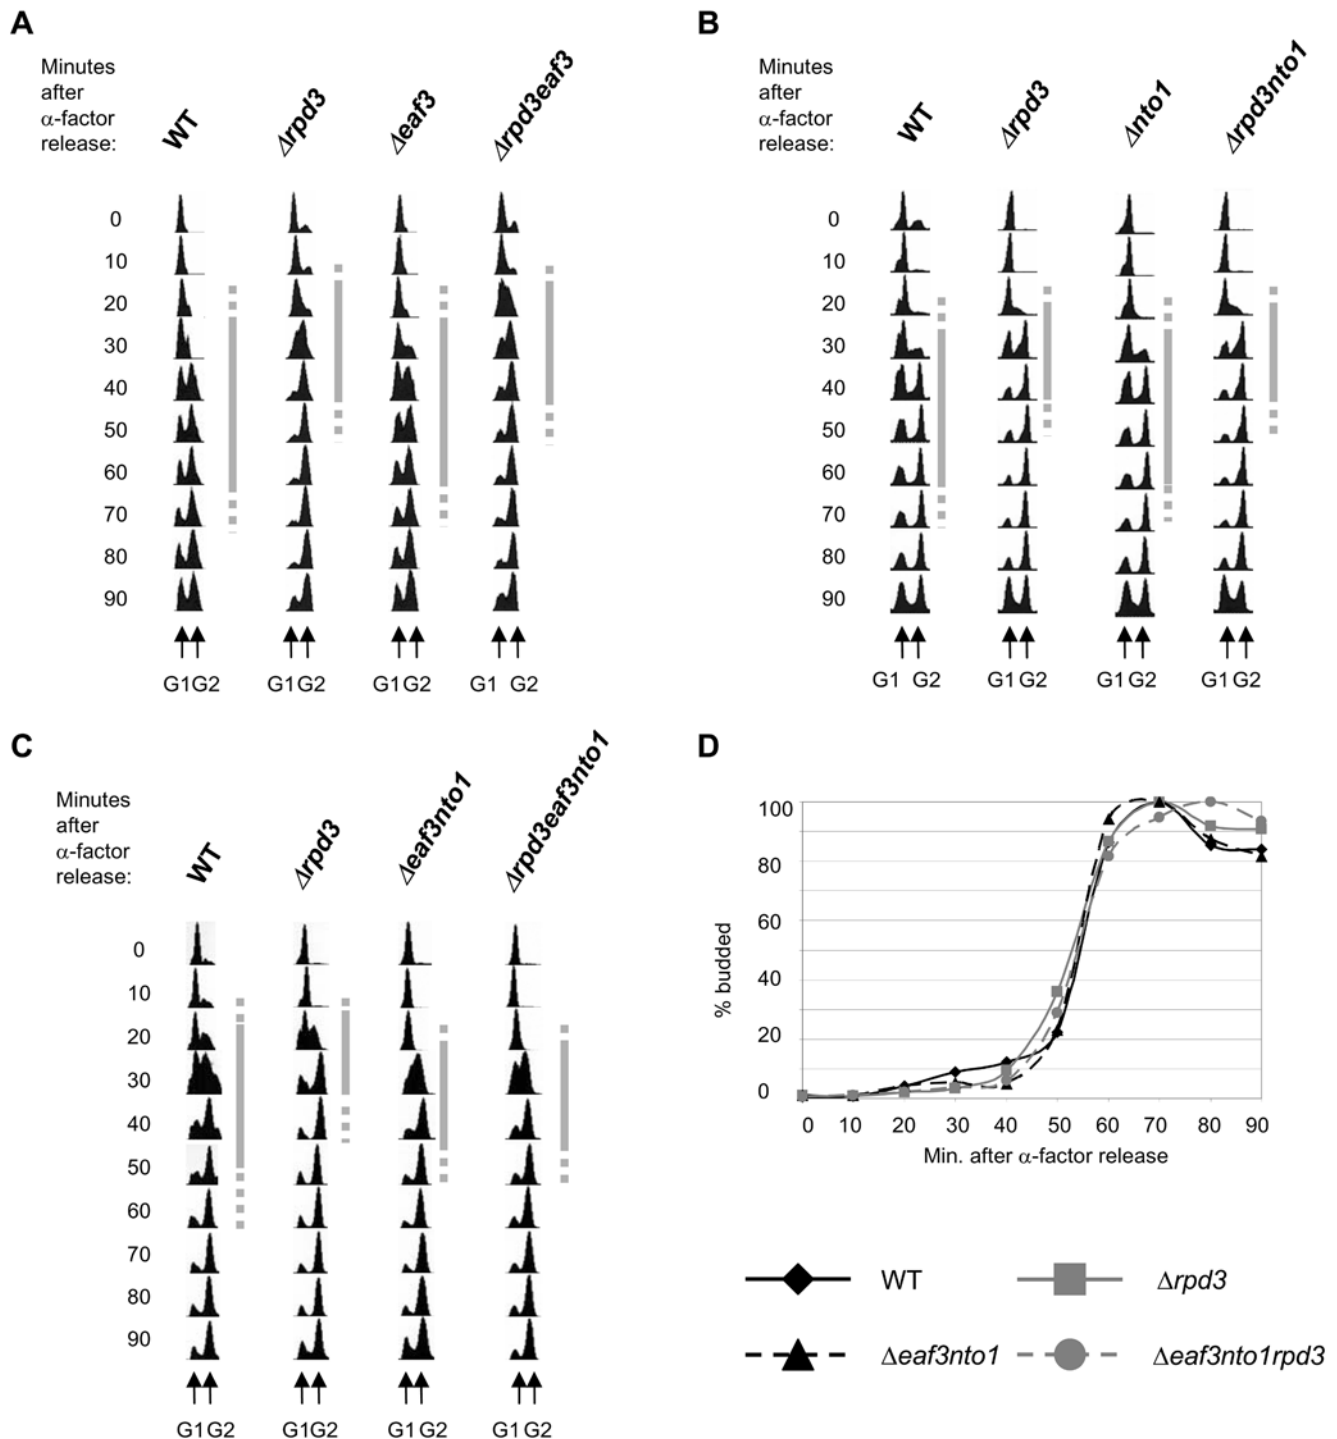 A
Minutes
after
α-factor
release:
WT
Δrpd3
Δeaf3
Δrpd3eaf3
0
10
20
30
40
50
60
70
80
90
G1G2
G1G2
G1G2
G1 G2
B
Minutes
after
α-factor
release:
WT
Δrpd3
Δnto1
Δrpd3nto1
0
10
20
30
40
50
60
70
80
90
G1 G2
G1G2
G1G2
G1G2
C
Minutes
after
α-factor
release:
WT
Δrpd3
Δeaf3nto1
Δrpd3eaf3nto1
0
10
20
30
40
50
60
70
80
90
G1G2
G1G2
G1G2
G1G2
D
% budded
100
80
60
40
20
0
0 10 20 30 40 50 60 70 80 90
Min. after α-factor release
WT
Δrpd3
Δeaf3nto1
Δeaf3nto1rpd3